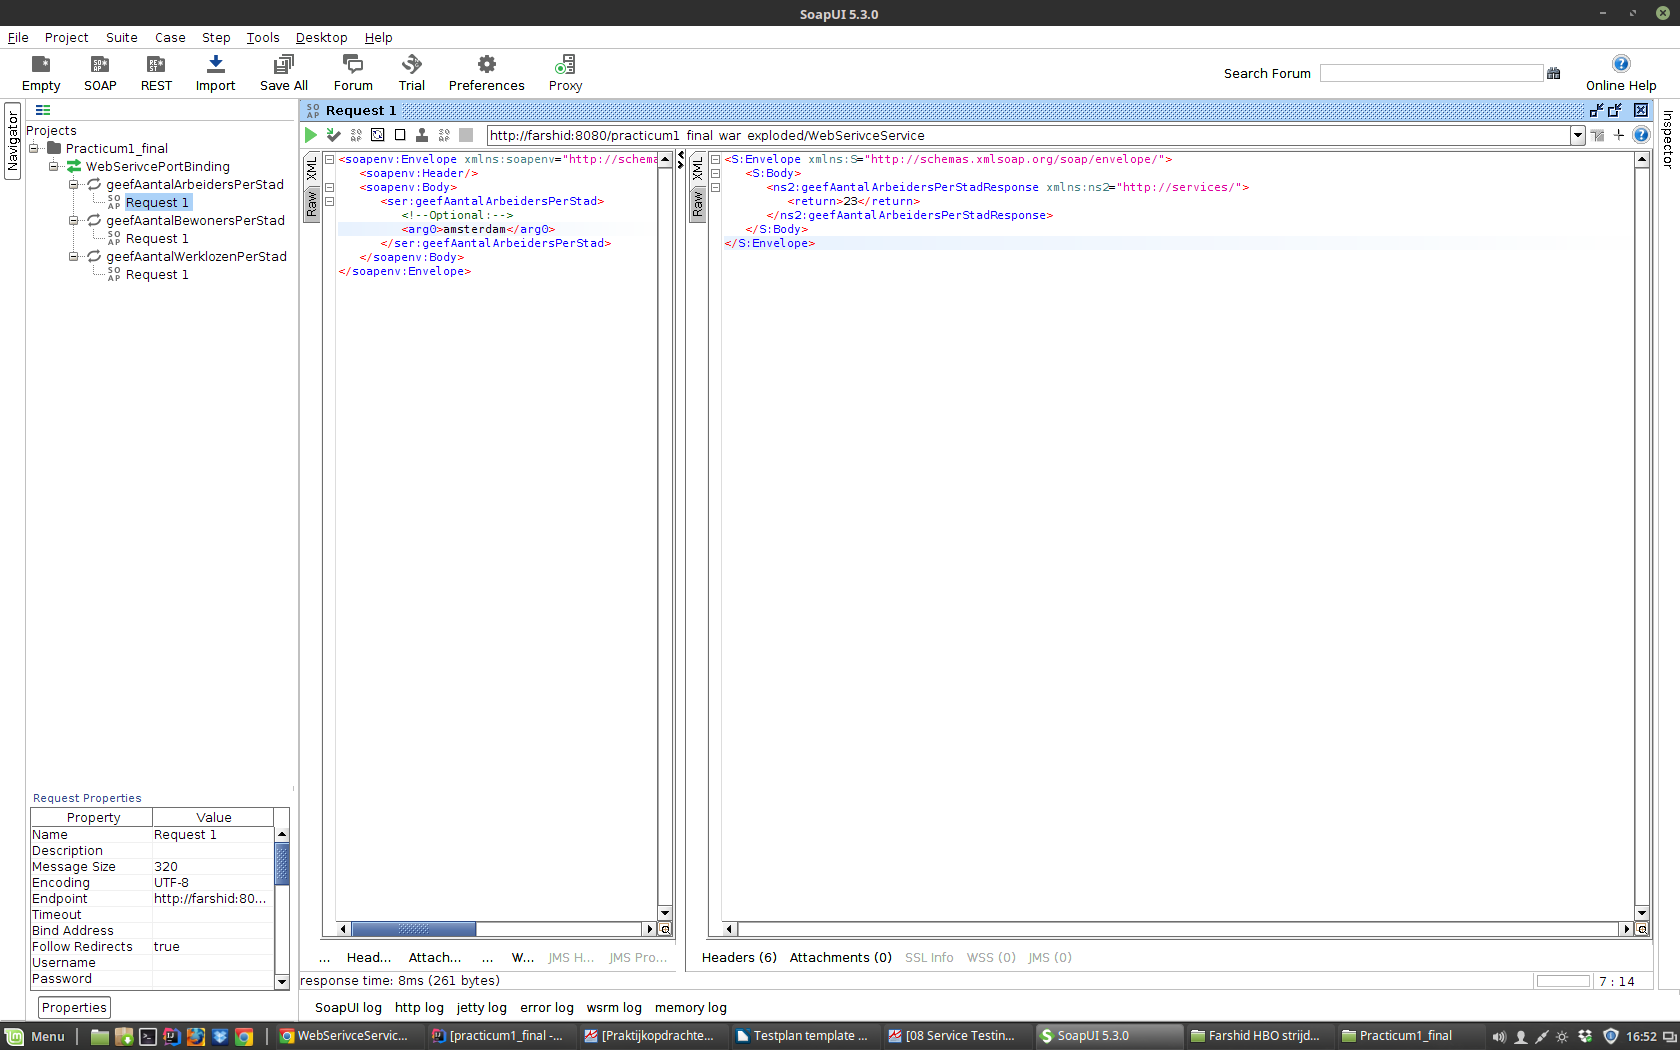 SoapUI 5.3.0
File Project Suite Case Step Tools Desktop Help
Empty SOAP REST Import Save All Forum Trial Preferences Proxy
Search Forum
Online Help
Navigator
Projects
Practicum1_final
WebSerivcePortBinding
geefAantalArbeidersPerStad
Request 1
geefAantalBewonersPerStad
Request 1
geefAantalWerklozenPerStad
Request 1
Request 1
http://farshid:8080/practicum1_final_war_exploded/WebSerivceService
XML
Raw
<soapenv:Envelope xmlns:soapenv="http://schema
<soapenv:Header/>
<soapenv:Body>
<ser:geefAantalArbeidersPerStad>
<!--Optional:-->
<arg0>amsterdam</arg0>
</ser:geefAantalArbeidersPerStad>
</soapenv:Body>
</soapenv:Envelope>
XML
Raw
<S:Envelope xmlns:S="http://schemas.xmlsoap.org/soap/envelope/">
<S:Body>
<ns2:geefAantalArbeidersPerStadResponse xmlns:ns2="http://services/">
<return>23</return>
</ns2:geefAantalArbeidersPerStadResponse>
</S:Body>
</S:Envelope>
Inspector
Request Properties
Property Value
Name Request 1
Description
Message Size 320
Encoding UTF-8
Endpoint http://farshid:80...
Timeout
Bind Address
Follow Redirects true
Username
Password
Properties
... Head... Attach... ... W... JMS H... JMS Pro...
Headers (6) Attachments (0) SSL Info WSS (0) JMS (0)
response time: 8ms (261 bytes)
7 : 14
SoapUI log http log jetty log error log wsrm log memory log
Menu WebSerivceServic... [practicum1_final -... [Praktijkopdrachte... Testplan template ... [08 Service Testin... SoapUI 5.3.0 Farshid HBO strijd... Practicum1_final 16:52